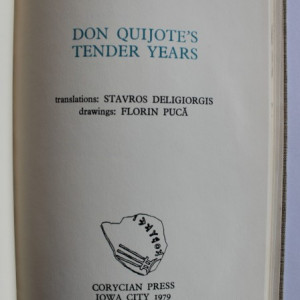 DON QUIJOTE'S
TENDER YEARS
translations: STAVROS DELIGIORGIS
drawings: FLORIN PUCĂ
CORYCIAN PRESS
IOWA CITY 1979